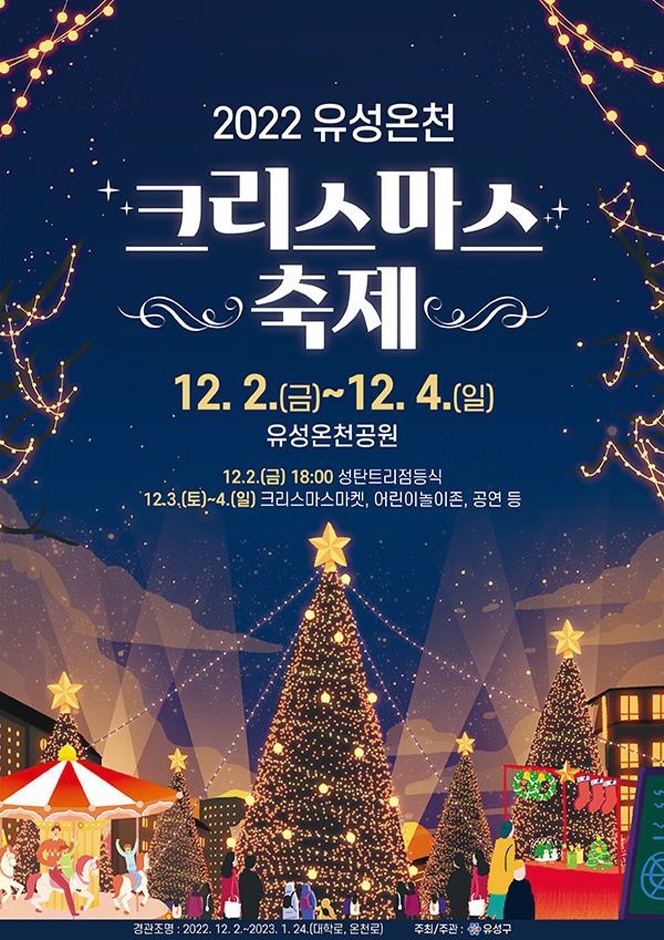 2022 유성온천
크리스마스
축제
12. 2.(금)~12. 4.(일)
유성온천공원
12.2.(금) 18:00 성탄트리점등식
12.3.(토)~4.(일) 크리스마스마켓, 어린이놀이존, 공연 등
경관조명 : 2022. 12. 2.~2023. 1. 24.(대학로, 온천로) 주최/주관 : 유성구